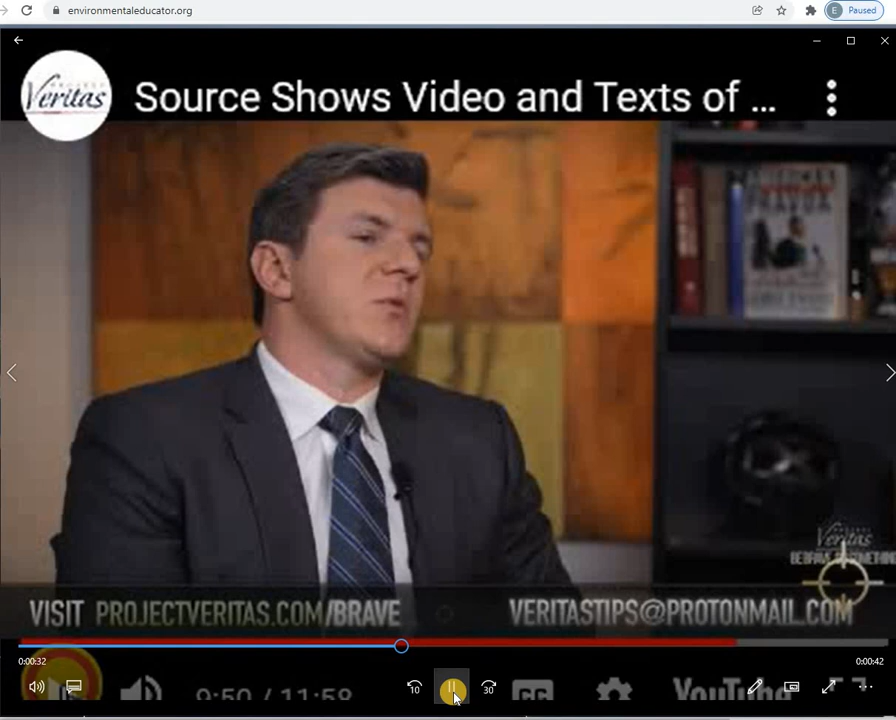 environmentaleducator.org
E Paused
Veritas
Source Shows Video and Texts of ...
Veritas
VISIT PROJECTVERITAS.COM/BRAVE
VERITASTIPS@PROTONMAIL.COM
0:00:32
0:00:42
10
30
9:50 / 11:58
CC
YouTube